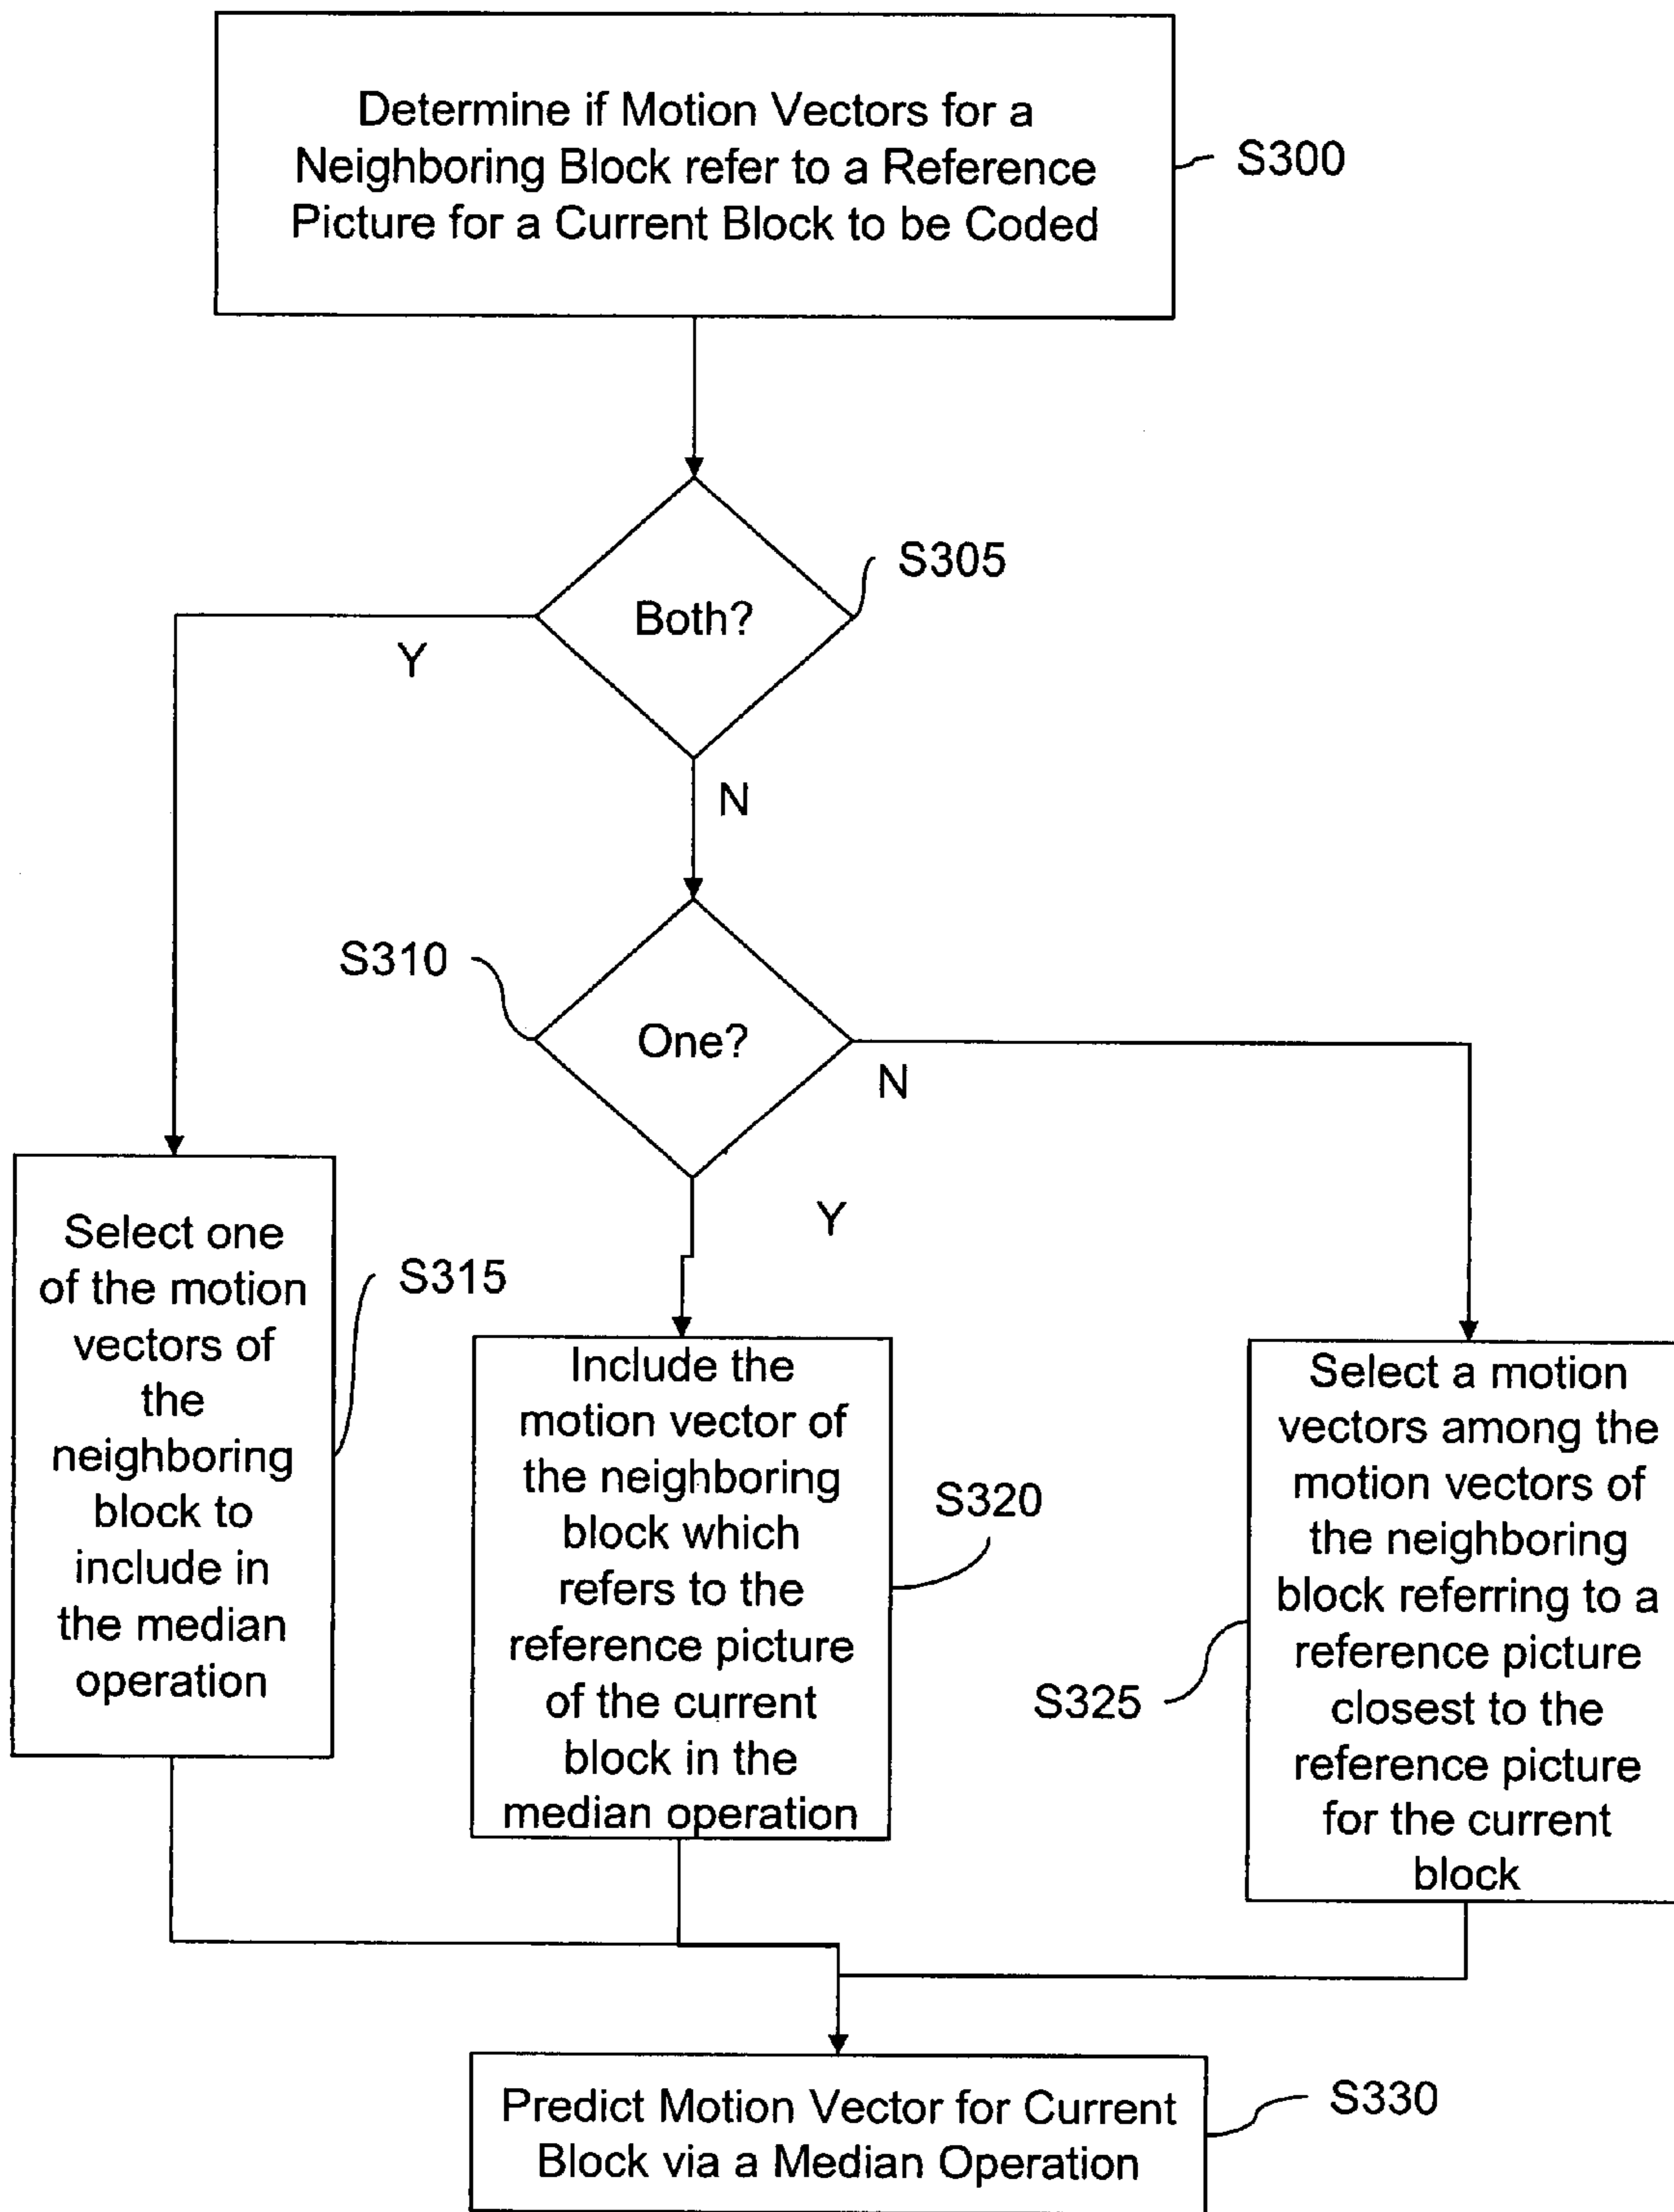 Determine if Motion Vectors for a
Neighboring Block refer to a Reference
Picture for a Current Block to be Coded
S300
Both?
S305
Y
N
S310
One?
N
Y
Select one
of the motion
vectors of
the
neighboring
block to
include in
the median
operation
S315
Include the
motion vector of
the neighboring
block which
refers to the
reference picture
of the current
block in the
median operation
S320
Select a motion
vectors among the
motion vectors of
the neighboring
block referring to a
reference picture
closest to the
reference picture
for the current
block
S325
Predict Motion Vector for Current
Block via a Median Operation
S330